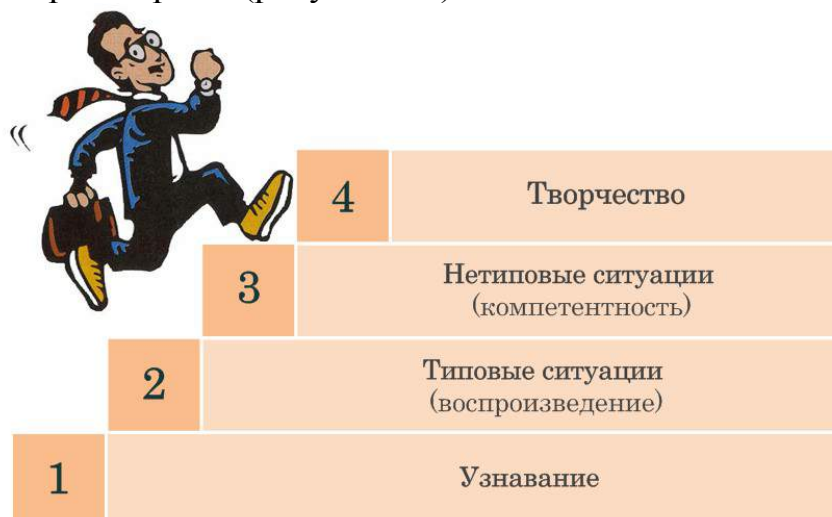 4 Творчество
3 Нетиповые ситуации
(компетентность)
2 Типовые ситуации
(воспроизведение)
1 Узнавание